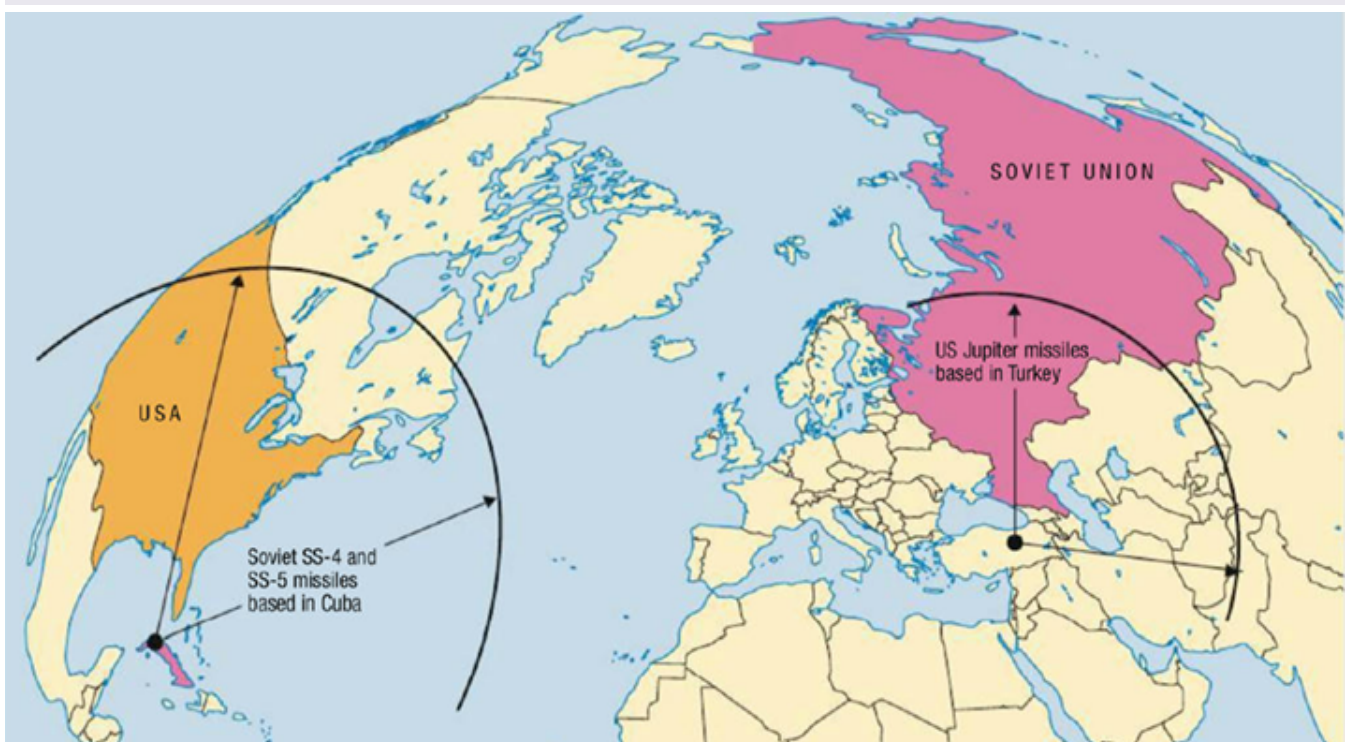 SOVIET UNION
US Jupiter missiles
based in Turkey
USA
Soviet SS-4 and
SS-5 missiles
based in Cuba